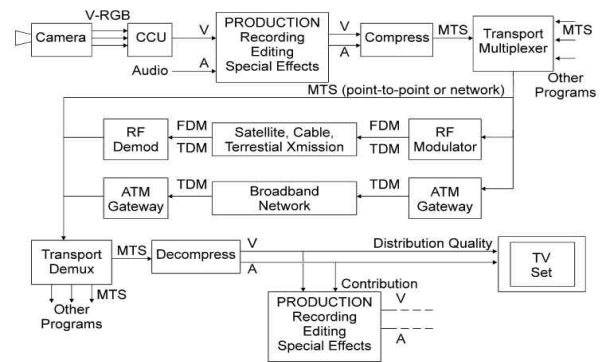 V-RGB
Camera
CCU
V
PRODUCTION
Recording
Editing
Special Effects
V
A
Compress
MTS
Transport
Multiplexer
MTS
Other
Programs
Audio
A
MTS (point-to-point or network)
RF
Demod
FDM
TDM
Satellite, Cable,
Terrestial Xmission
FDM
TDM
RF
Modulator
ATM
Gateway
TDM
Broadband
Network
TDM
ATM
Gateway
Transport
Demux
MTS
Decompress
V
A
Distribution Quality
TV
Set
MTS
Other
Programs
Contribution
PRODUCTION
Recording
Editing
Special Effects
V
A